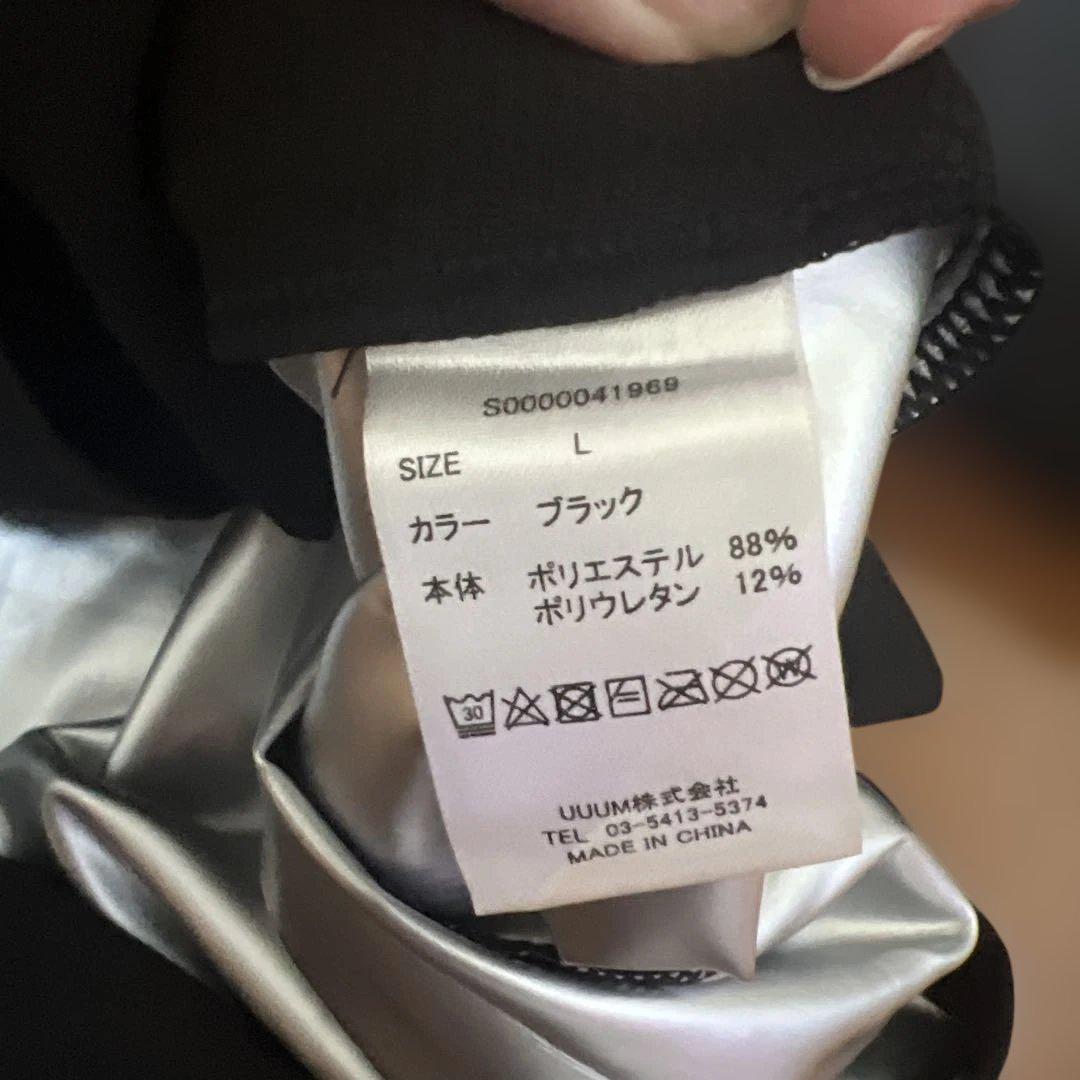 S0000041969
SIZE L
カラー ブラック
本体 ポリエステル 88%
ポリウレタン 12%
30
W
UUUM株式会社
TEL 03-5413-5374
MADE IN CHINA